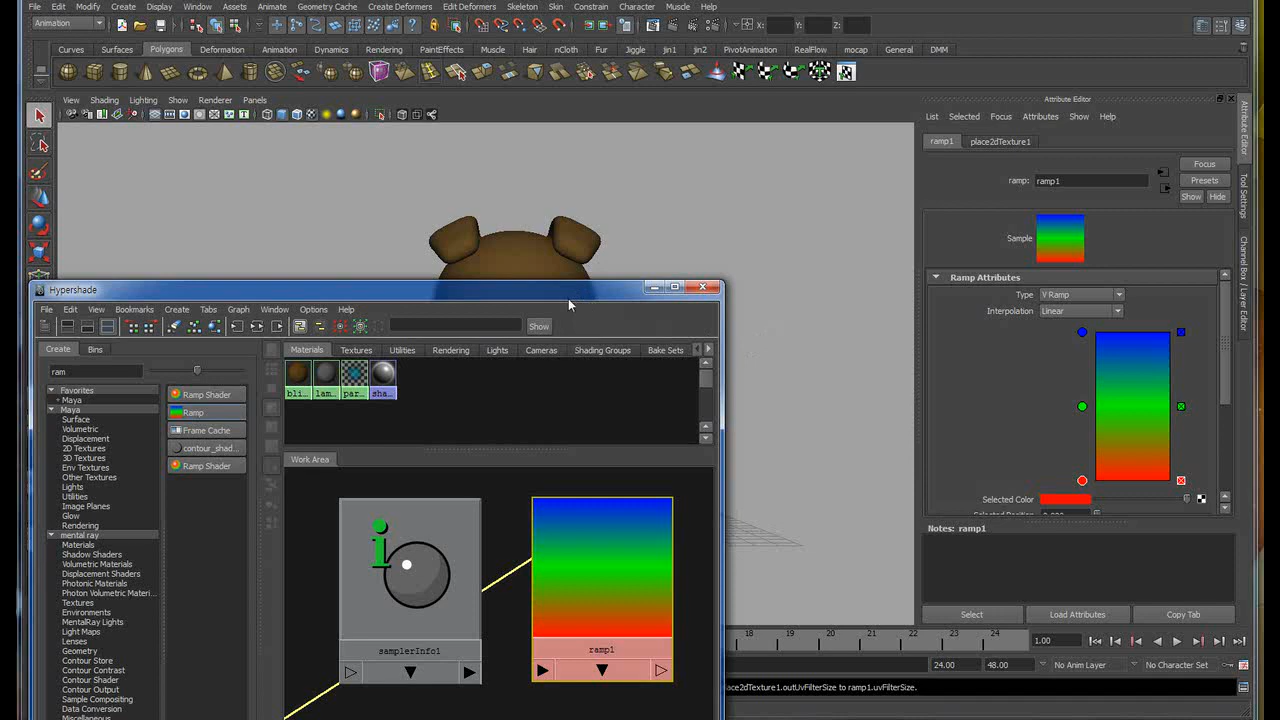 File Edit Modify Create Display Window Assets Animate Geometry Cache Create Deformers Edit Deformers Skeleton Skin Constrain Character Muscle Help
Animation X: Y: Z:
Curves Surfaces Polygons Deformation Animation Dynamics Rendering PaintEffects Muscle Hair nCloth Fur Jiggle jin1 jin2 PivotAnimation RealFlow mocap General DMM
View Shading Lighting Show Renderer Panels
Attribute Editor
List Selected Focus Attributes Show Help
ramp1 place2dTexture1
Focus
ramp: ramp1 Presets
Show Hide
Sample
Ramp Attributes
Type V Ramp
Interpolation Linear
Selected Color
Notes: ramp1
Select Load Attributes Copy Tab
Attribute Editor
Tool Settings
Channel Box / Layer Editor
Hypershade
File Edit View Bookmarks Create Tabs Graph Window Options Help
Show
Create Bins
Materials Textures Utilities Rendering Lights Cameras Shading Groups Bake Sets
ram
bli... lam... par... sha...
Favorites
+ Maya
Maya
Surface
Volumetric
Displacement
2D Textures
3D Textures
Env Textures
Other Textures
Lights
Utilities
Image Planes
Glow
Rendering
mental ray
Materials
Shadow Shaders
Volumetric Materials
Displacement Shaders
Photonic Materials
Photon Volumetric Materi...
Textures
Environments
MentalRay Lights
Light Maps
Lenses
Geometry
Contour Store
Contour Contrast
Contour Shader
Contour Output
Sample Compositing
Data Conversion
Miscellaneous
Ramp Shader
Ramp
Frame Cache
contour_shad...
Ramp Shader
Work Area
samplerInfo1
ramp1
18 19 20 21 22 23 24 1.00
24.00 48.00 No Anim Layer No Character Set
lace2dTexture1.outUvFilterSize to ramp1.uvFilterSize.